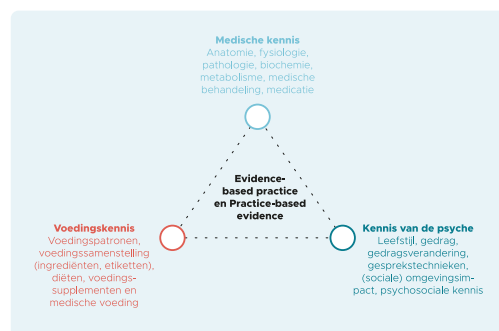 Medische kennis
Anatomie, fysiologie,
pathologie, biochemie,
metabolisme, medische
behandeling, medicatie
Evidence-
based practice
en Practice-based
evidence
Voedingskennis
Voedingspatronen,
voedingssamenstelling
(ingrediënten, etiketten),
diëten, voedings-
supplementen en
medische voeding
Kennis van de psyche
Leefstijl, gedrag,
gedragsverandering,
gesprekstechnieken,
(sociale) omgevingsim-
pact, psychosociale kennis